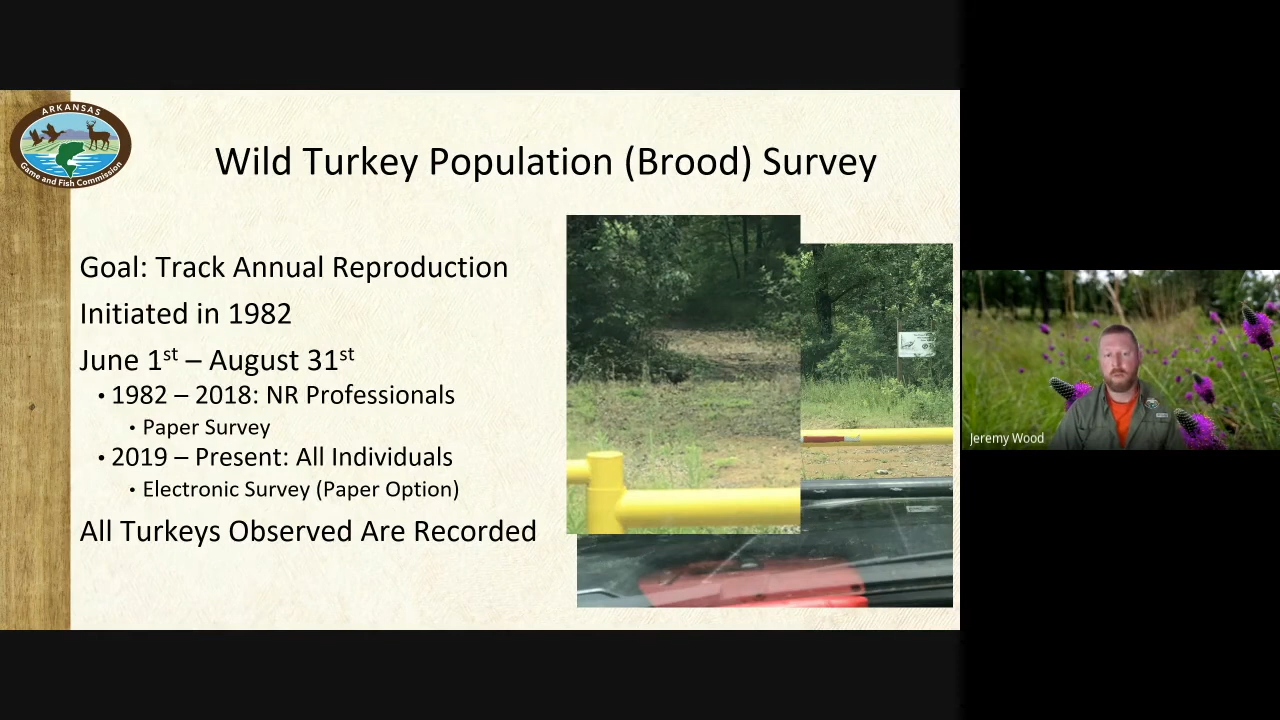 ARKANSAS
Game and Fish Commission
Wild Turkey Population (Brood) Survey
Goal: Track Annual Reproduction
Initiated in 1982
June 1st – August 31st
• 1982 – 2018: NR Professionals
• Paper Survey
• 2019 – Present: All Individuals
• Electronic Survey (Paper Option)
All Turkeys Observed Are Recorded
Jeremy Wood